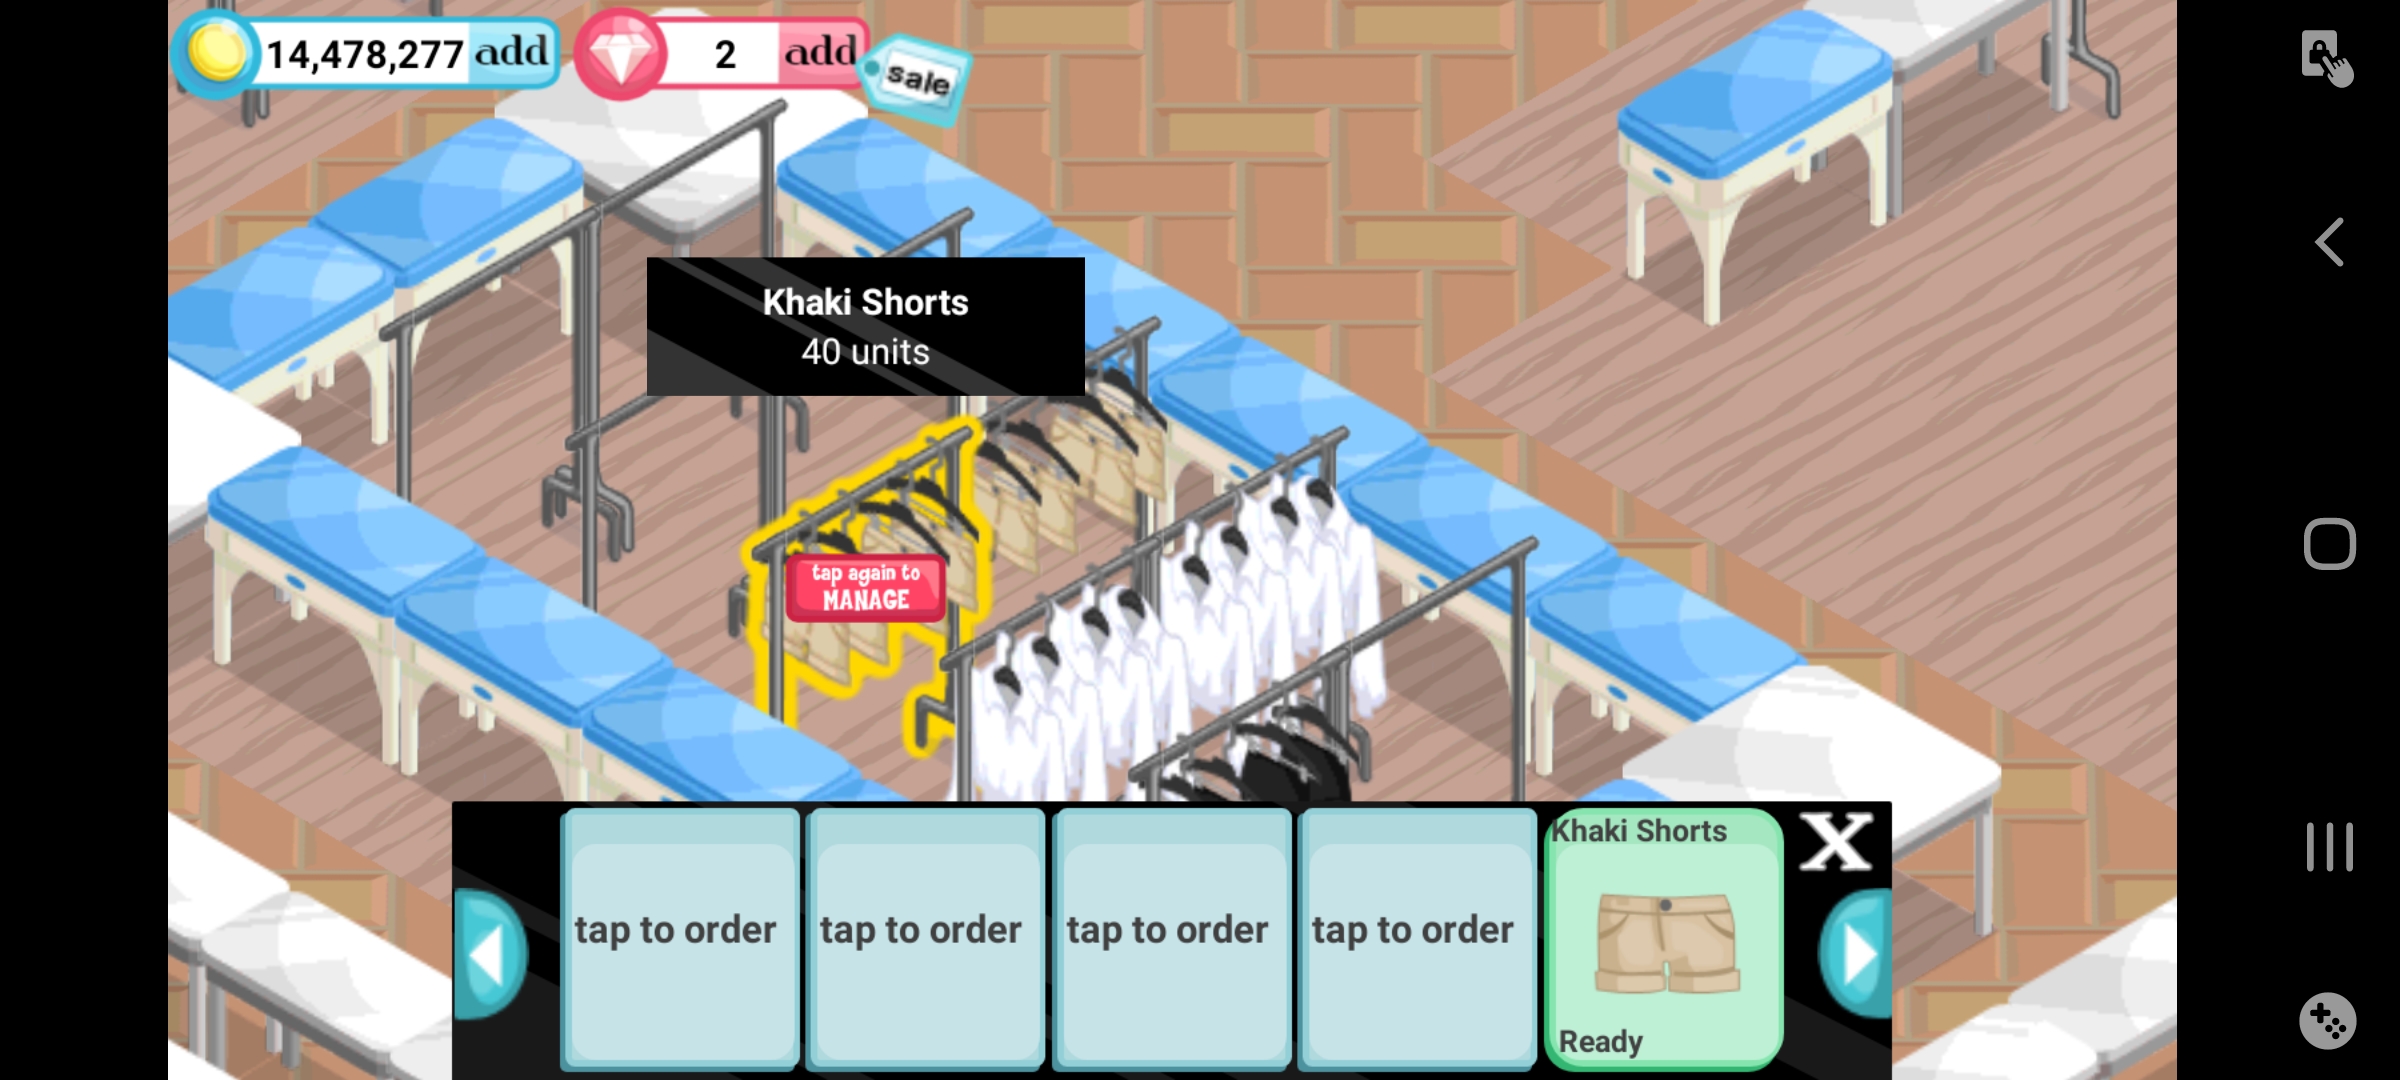 14,478,277 add
2 add
sale
Khaki Shorts
40 units
tap again to
MANAGE
tap to order
tap to order
tap to order
tap to order
Khaki Shorts
Ready
X